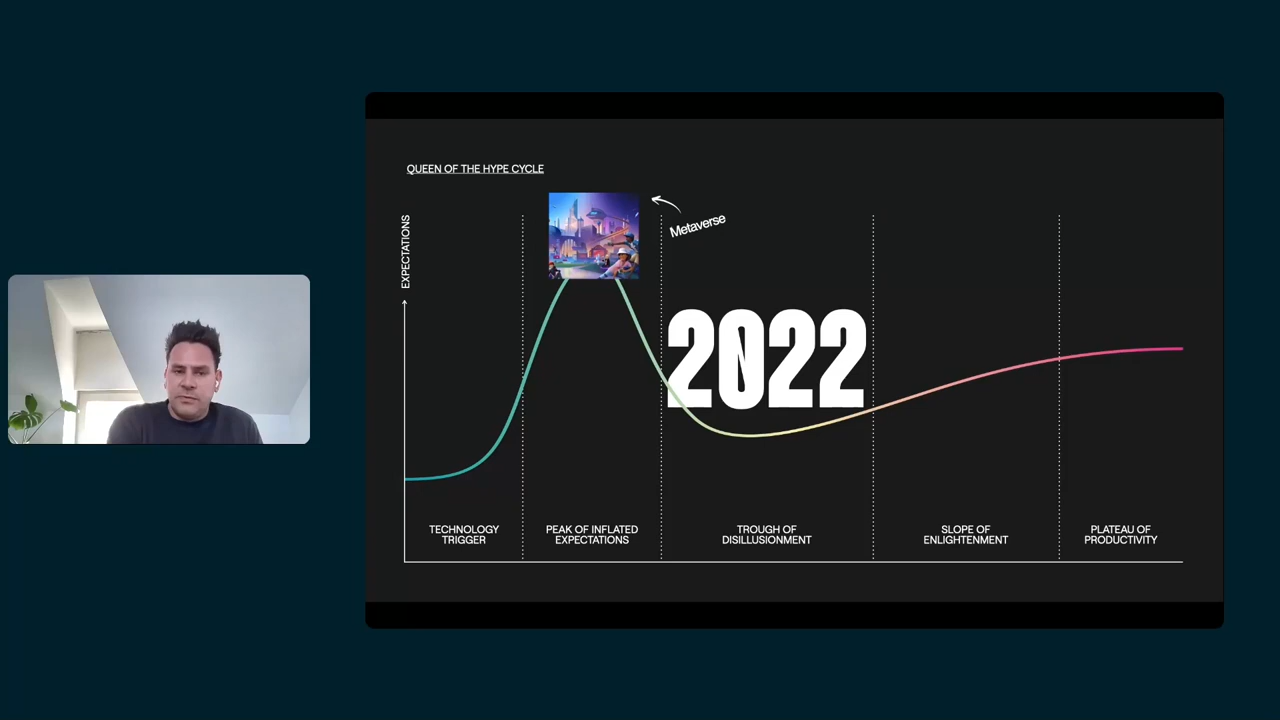 QUEEN OF THE HYPE CYCLE
EXPECTATIONS
Metaverse
2022
TECHNOLOGY
TRIGGER
PEAK OF INFLATED
EXPECTATIONS
TROUGH OF
DISILLUSIONMENT
SLOPE OF
ENLIGHTENMENT
PLATEAU OF
PRODUCTIVITY